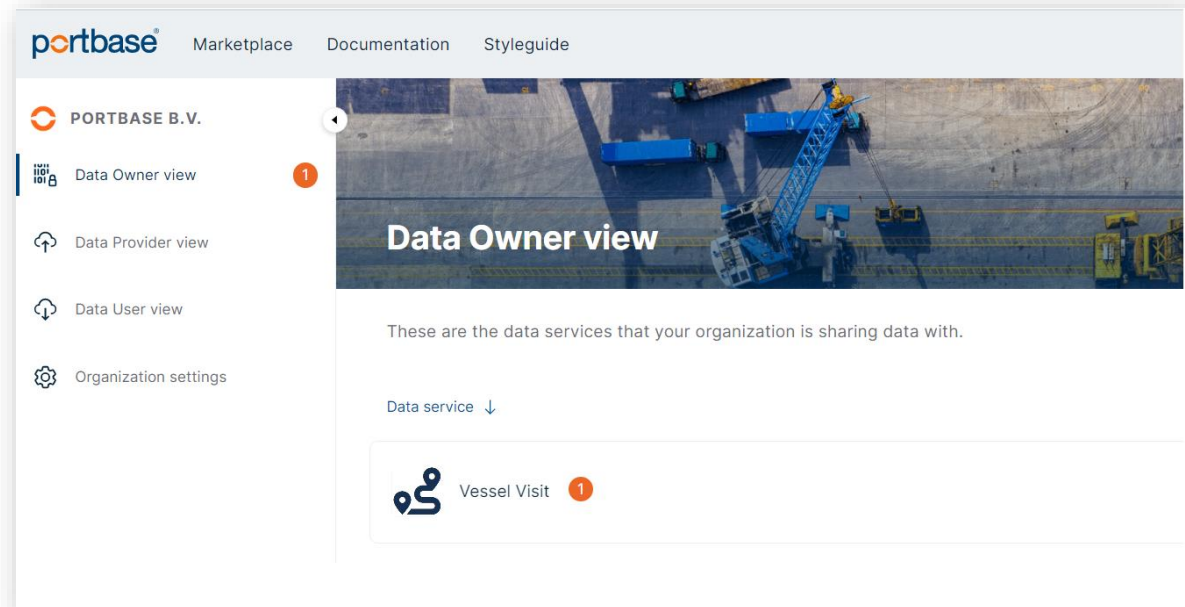 portbase®
Marketplace
Documentation
Styleguide
PORTBASE B.V.
Data Owner view
1
Data Provider view
Data User view
Organization settings
Data Owner view
These are the data services that your organization is sharing data with.
Data service ↓
Vessel Visit 1